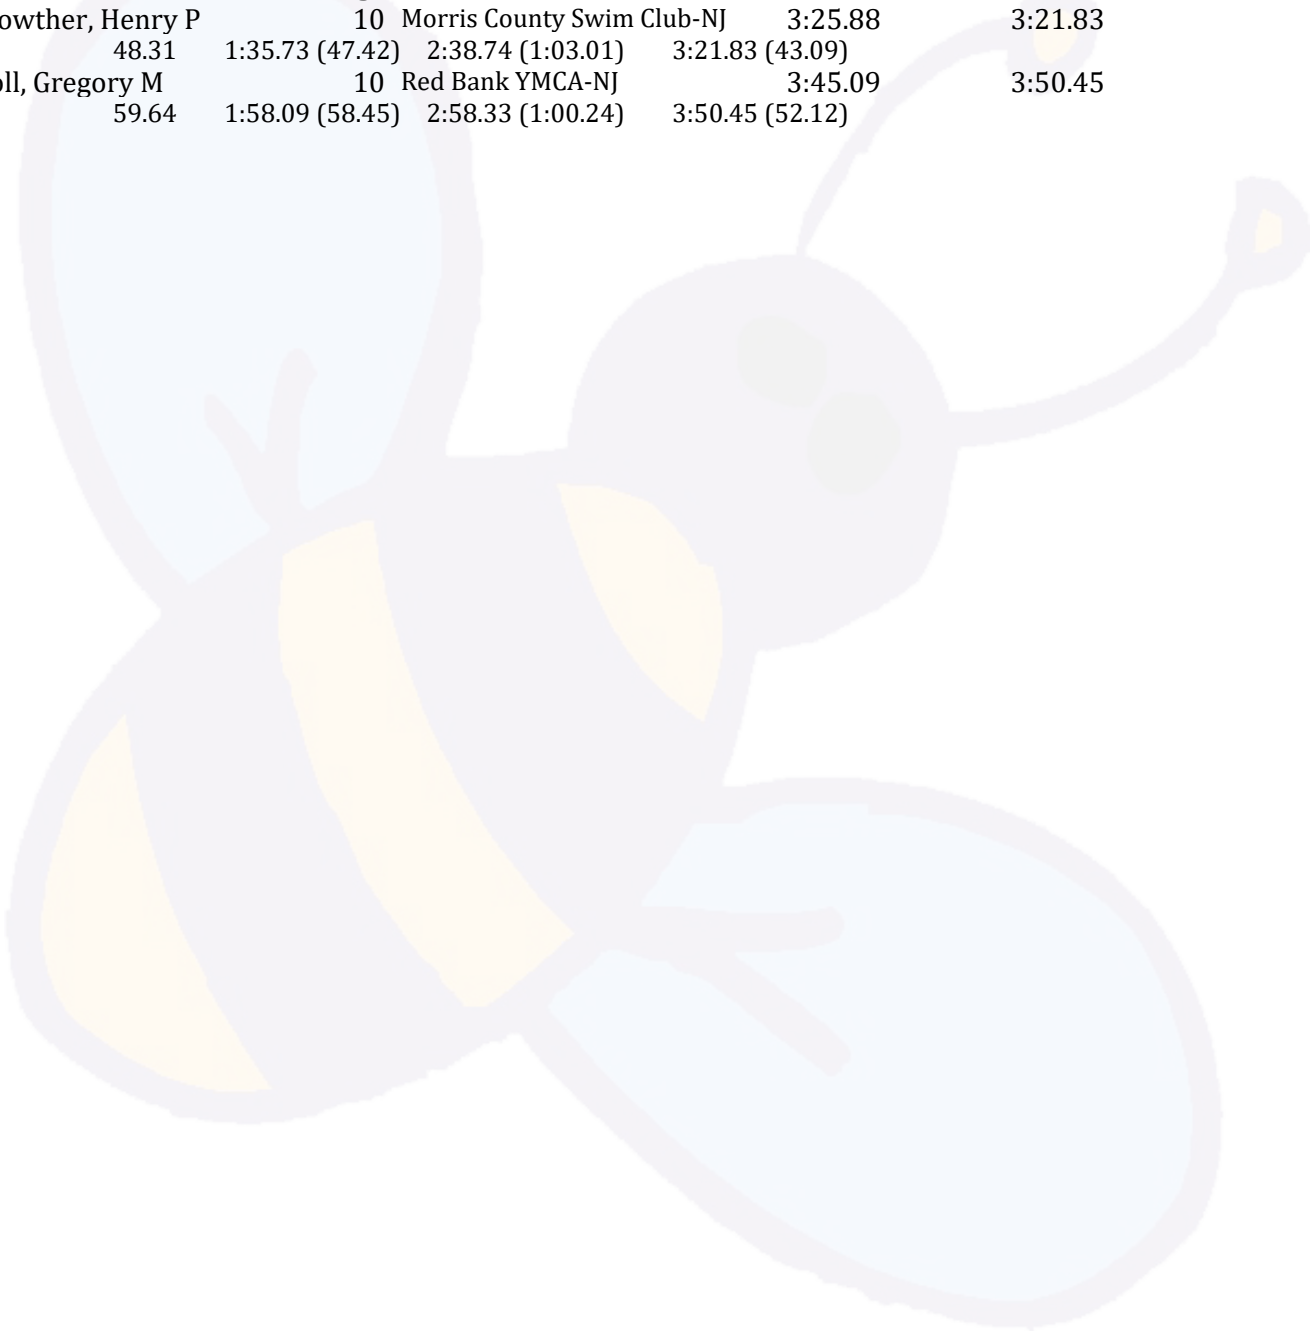 owther, Henry P 10 Morris County Swim Club-NJ 3:25.88 3:21.83
48.31 1:35.73 (47.42) 2:38.74 (1:03.01) 3:21.83 (43.09)
oll, Gregory M 10 Red Bank YMCA-NJ 3:45.09 3:50.45
59.64 1:58.09 (58.45) 2:58.33 (1:00.24) 3:50.45 (52.12)